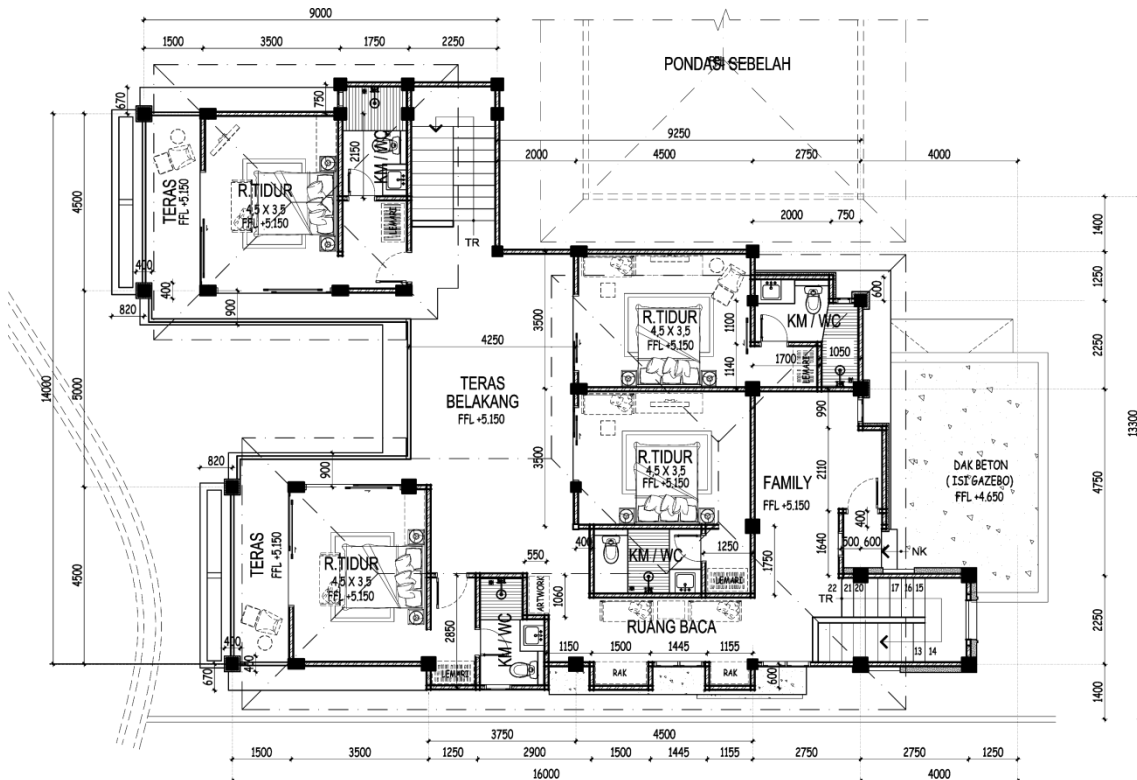 9000
1500 3500 1750 2250
PONDASI SEBELAH
670
750
9250
2000 4500 2750 4000
2150
KM / WC
TERAS
FFL +5.150
R.TIDUR
4,5 X 3,5
FFL +5.150
LEMARI
TR
2000 750
1400
4500
14000
400
400
820
900
1250
600
3500
R.TIDUR
4,5 X 3,5
FFL +5.150
1100
KM / WC
1050
1700
1140
LEMARI
2250
4250
TERAS
BELAKANG
FFL +5.150
5000
990
13300
3500
R.TIDUR
4,5 X 3,5
FFL +5.150
FAMILY
FFL +5.150
2110
DAK BETON
( ISI GAZEBO)
FFL +4.650
4750
820
900
400
500 600
1640
NK
4500
TERAS
FFL +5.150
R.TIDUR
4,5 X 3,5
FFL +5.150
400
KM / WC
1250
1750
LEMARI
550
ARTWORK
1060
22 21 20 17 16 15
TR
2850
KM / WC
RUANG BACA
2250
1150 1500 1445 1155
13 14
400
400
670
LEMARI
RAK
RAK
600
1400
3750 4500
1500 3500 1250 2900 1500 1445 1155 2750 2750 1250
16000 4000